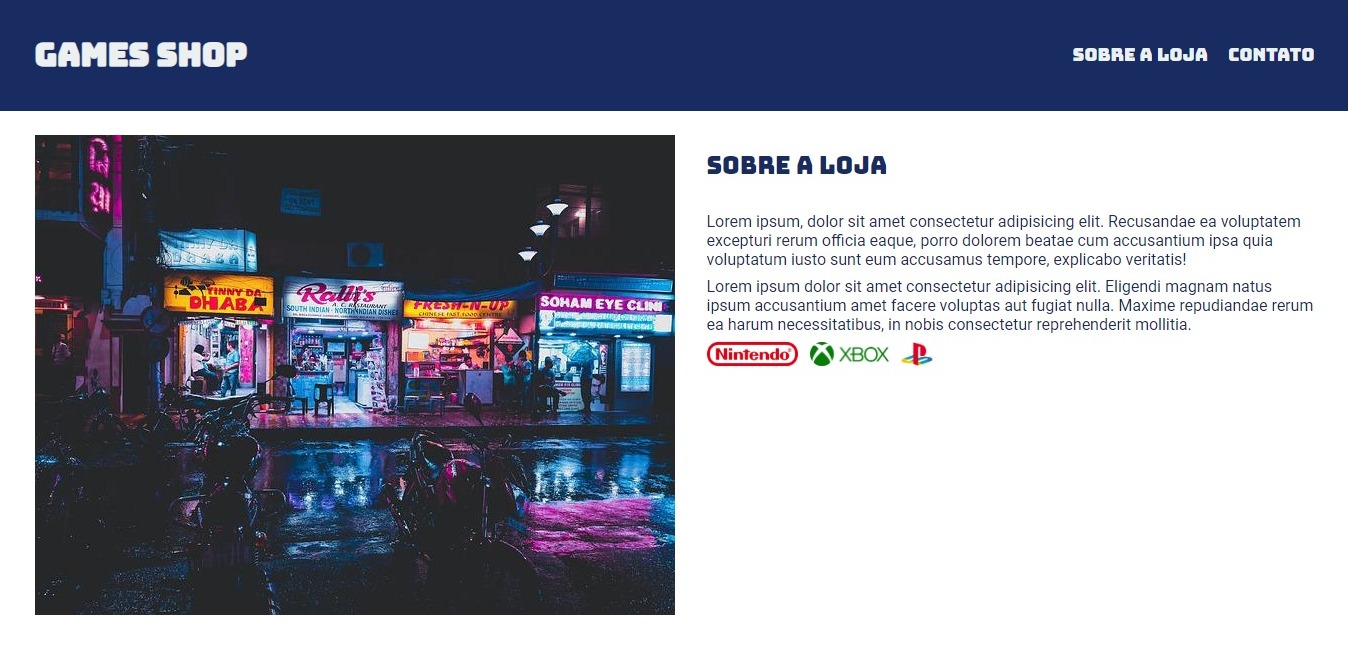 GAMES SHOP
SOBRE A LOJA CONTATO
YINNY DA
DHABA
Ralli's
A. C. RESTAURANT
SOUTH INDIAN · NORTH INDIAN DISHES
FRESH-N-UP
CHINESE FAST FOOD CENTRE
SOHAM EYE CLINI
SOBRE A LOJA
Lorem ipsum, dolor sit amet consectetur adipisicing elit. Recusandae ea voluptatem
excepturi rerum officia eaque, porro dolorem beatae cum accusantium ipsa quia
voluptatum iusto sunt eum accusamus tempore, explicabo veritatis!
Lorem ipsum dolor sit amet consectetur adipisicing elit. Eligendi magnam natus
ipsum accusantium amet facere voluptas aut fugiat nulla. Maxime repudiandae rerum
ea harum necessitatibus, in nobis consectetur reprehenderit mollitia.
Nintendo XBOX